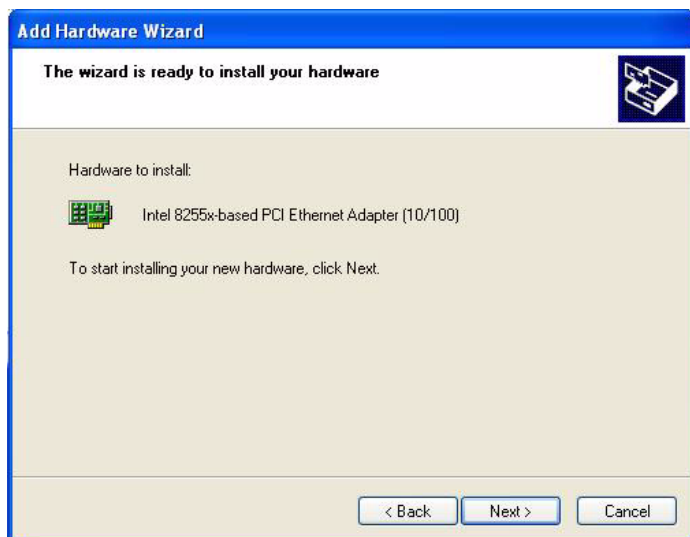 Add Hardware Wizard
The wizard is ready to install your hardware
Hardware to install:
Intel 8255x-based PCI Ethernet Adapter (10/100)
To start installing your new hardware, click Next.
< Back Next > Cancel